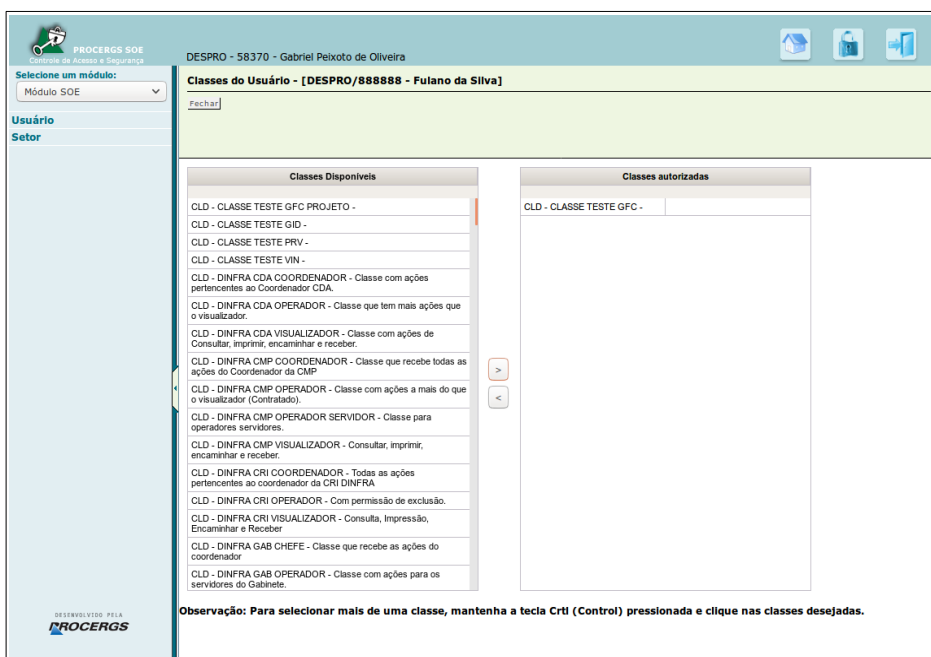 PROCERGS SOE
Controle de Acesso e Segurança
DESPRO - 58370 - Gabriel Peixoto de Oliveira
Selecione um módulo:
Módulo SOE
Usuário
Setor
Classes do Usuário - [DESPRO/888888 - Fulano da Silva]
Fechar
Classes Disponíveis
CLD - CLASSE TESTE GFC PROJETO -
CLD - CLASSE TESTE GID -
CLD - CLASSE TESTE PRV -
CLD - CLASSE TESTE VIN -
CLD - DINFRA CDA COORDENADOR - Classe com ações
pertencentes ao Coordenador CDA.
CLD - DINFRA CDA OPERADOR - Classe que tem mais ações que
o visualizador.
CLD - DINFRA CDA VISUALIZADOR - Classe com ações de
Consultar, imprimir, encaminhar e receber.
CLD - DINFRA CMP COORDENADOR - Classe que recebe todas as
ações do Coordenador da CMP
CLD - DINFRA CMP OPERADOR - Classe com ações a mais do que
o visualizador (Contratado).
CLD - DINFRA CMP OPERADOR SERVIDOR - Classe para
operadores servidores.
CLD - DINFRA CMP VISUALIZADOR - Consultar, imprimir,
encaminhar e receber.
CLD - DINFRA CRI COORDENADOR - Todas as ações
pertencentes ao coordenador da CRI DINFRA
CLD - DINFRA CRI OPERADOR - Com permissão de exclusão.
CLD - DINFRA CRI VISUALIZADOR - Consulta, Impressão,
Encaminhar e Receber
CLD - DINFRA GAB CHEFE - Classe que recebe as ações do
coordenador
CLD - DINFRA GAB OPERADOR - Classe com ações para os
servidores do Gabinete.
>
<
Classes autorizadas
CLD - CLASSE TESTE GFC -
Observação: Para selecionar mais de uma classe, mantenha a tecla Crtl (Control) pressionada e clique nas classes desejadas.
DESENVOLVIDO PELA
PROCERGS